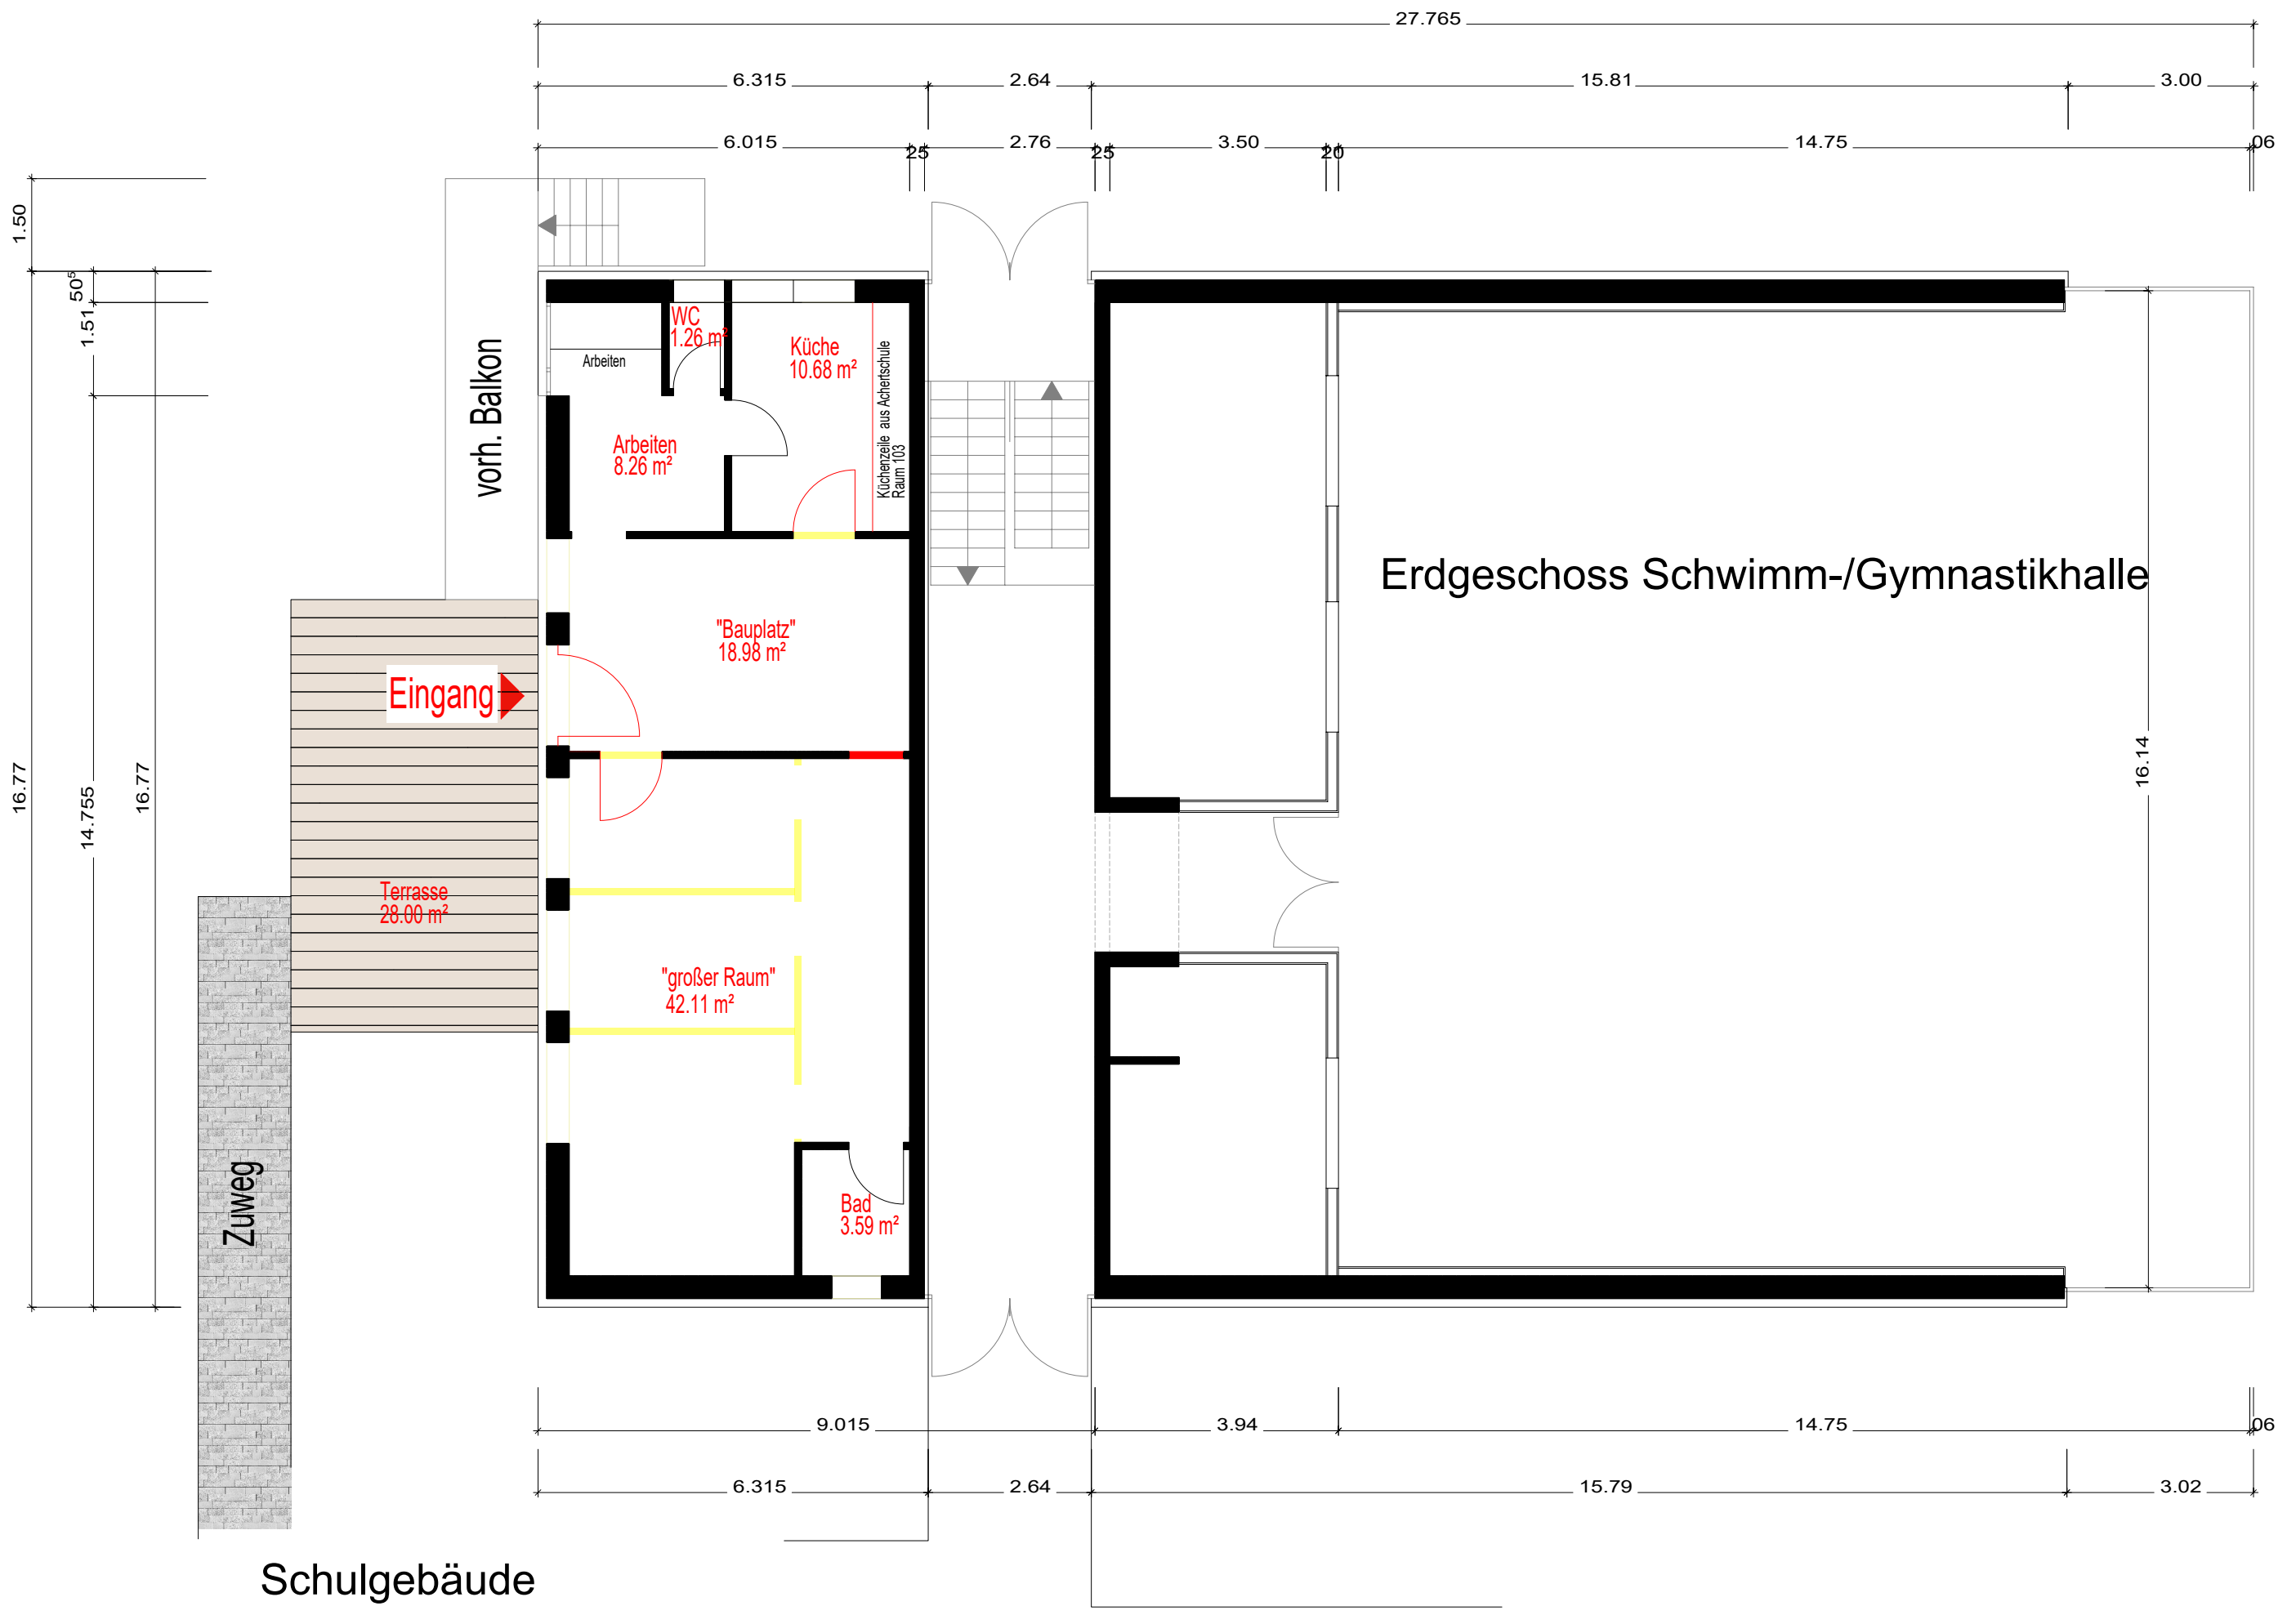 27.765
6.315
2.64
15.81
3.00
6.015
25
2.76
25
3.50
20
14.75
06
1.50
50⁵
1.51
16.77
14.755
16.77
vorh. Balkon
WC
1.26 m²
Arbeiten
Küche
10.68 m²
Küchenzeile aus Achertschule
Raum 103
Arbeiten
8.26 m²
Erdgeschoss Schwimm-/Gymnastikhalle
"Bauplatz"
18.98 m²
Eingang
16.14
Terrasse
28.00 m²
"großer Raum"
42.11 m²
Zuweg
Bad
3.59 m²
9.015
3.94
14.75
06
6.315
2.64
15.79
3.02
Schulgebäude